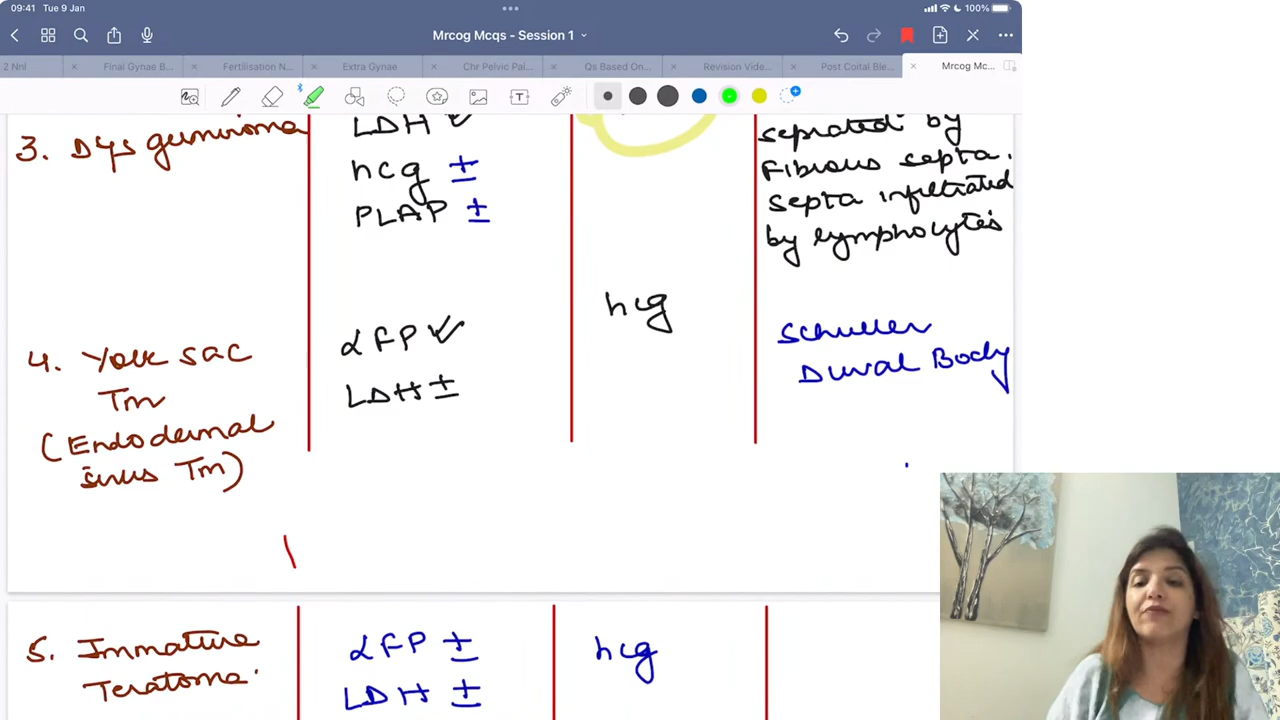 09:41 Tue 9 Jan
100%
Mrcog Mcqs - Session 1
2 Nnl
Final Gynae B...
Fertilisation N...
Extra Gynae
Chr Pelvic Pai...
Qs Based On...
Revision Vide...
Post Coital Ble...
Mrcog Mc...
3. Dysgerminoma
LDH ✓
hcg ±
PLAP ±
seprated by
Fibrous septa.
septa infiltrated
by lymphocytes
4. Yolk sac
Tm
(Endodermal
sinus Tm)
αFP ✓
LDH ±
hcg
Schuller
Duval Body
5. Immature
Teratoma
αFP ±
LDH ±
hcg